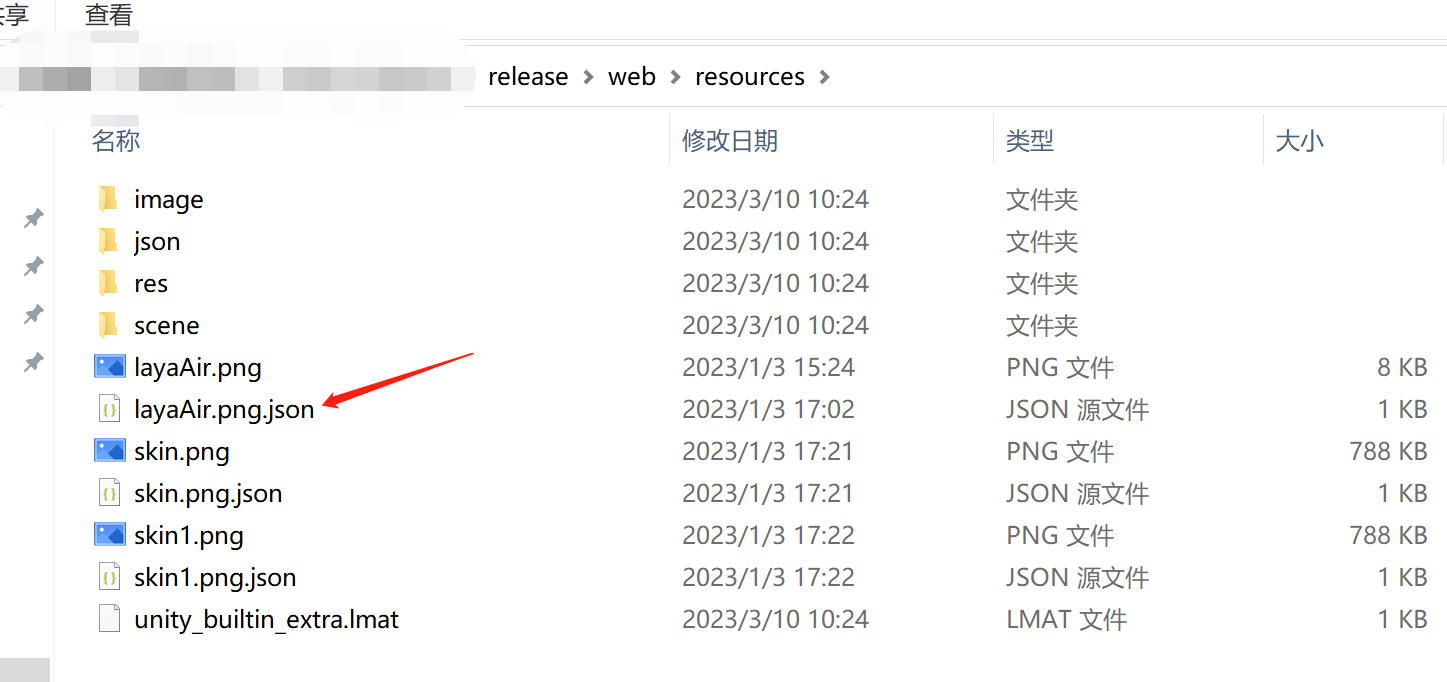 共享 查看
release web resources
名称 修改日期 类型 大小
image 2023/3/10 10:24 文件夹
json 2023/3/10 10:24 文件夹
res 2023/3/10 10:24 文件夹
scene 2023/3/10 10:24 文件夹
layaAir.png 2023/1/3 15:24 PNG 文件 8 KB
layaAir.png.json 2023/1/3 17:02 JSON 源文件 1 KB
skin.png 2023/1/3 17:21 PNG 文件 788 KB
skin.png.json 2023/1/3 17:21 JSON 源文件 1 KB
skin1.png 2023/1/3 17:22 PNG 文件 788 KB
skin1.png.json 2023/1/3 17:22 JSON 源文件 1 KB
unity_builtin_extra.lmat 2023/3/10 10:24 LMAT 文件 1 KB